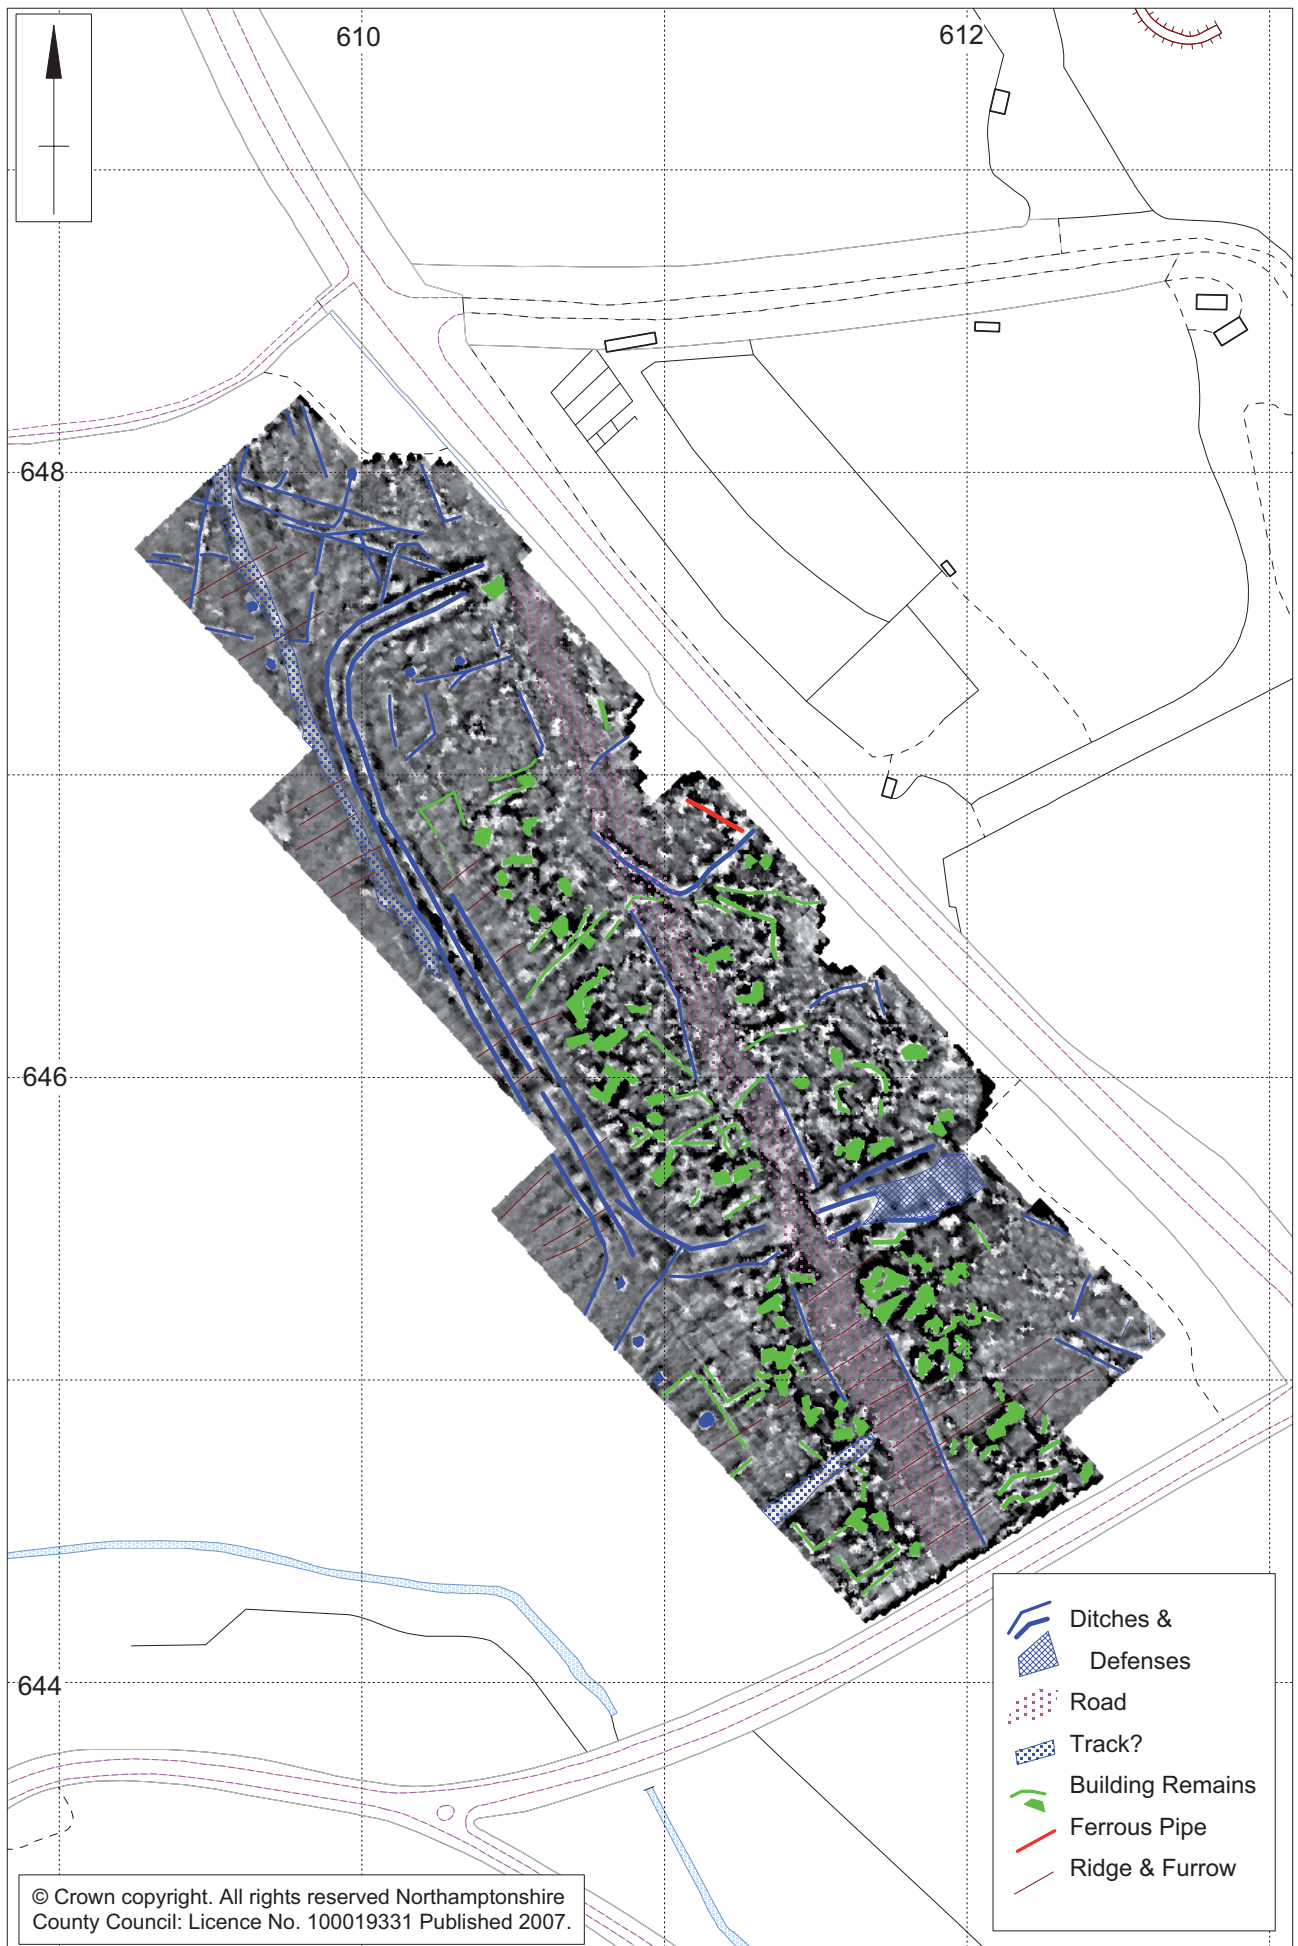 610
612
648
646
644
Ditches &
Defenses
Road
Track?
Building Remains
Ferrous Pipe
Ridge & Furrow
© Crown copyright. All rights reserved Northamptonshire
County Council: Licence No. 100019331 Published 2007.